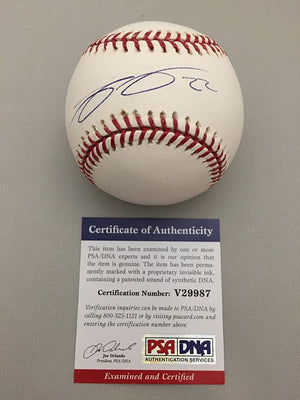 22
Certificate of Authenticity
This item has been examined by one or more
PSA/DNA experts and it is our opinion that
the item is genuine. The item has been perma-
nently marked with a proprietary invisible ink,
containing a patented strand of synthetic DNA.
Certification Number: V29987
Verification inquiries can be made to PSA/DNA by
calling 800-325-1121 or by visiting psacard.com and
entering the certification number above.
Joe Orlando
President, PSA/DNA
PSA DNA
AUTHENTICATION SERVICES
Examined and Certified